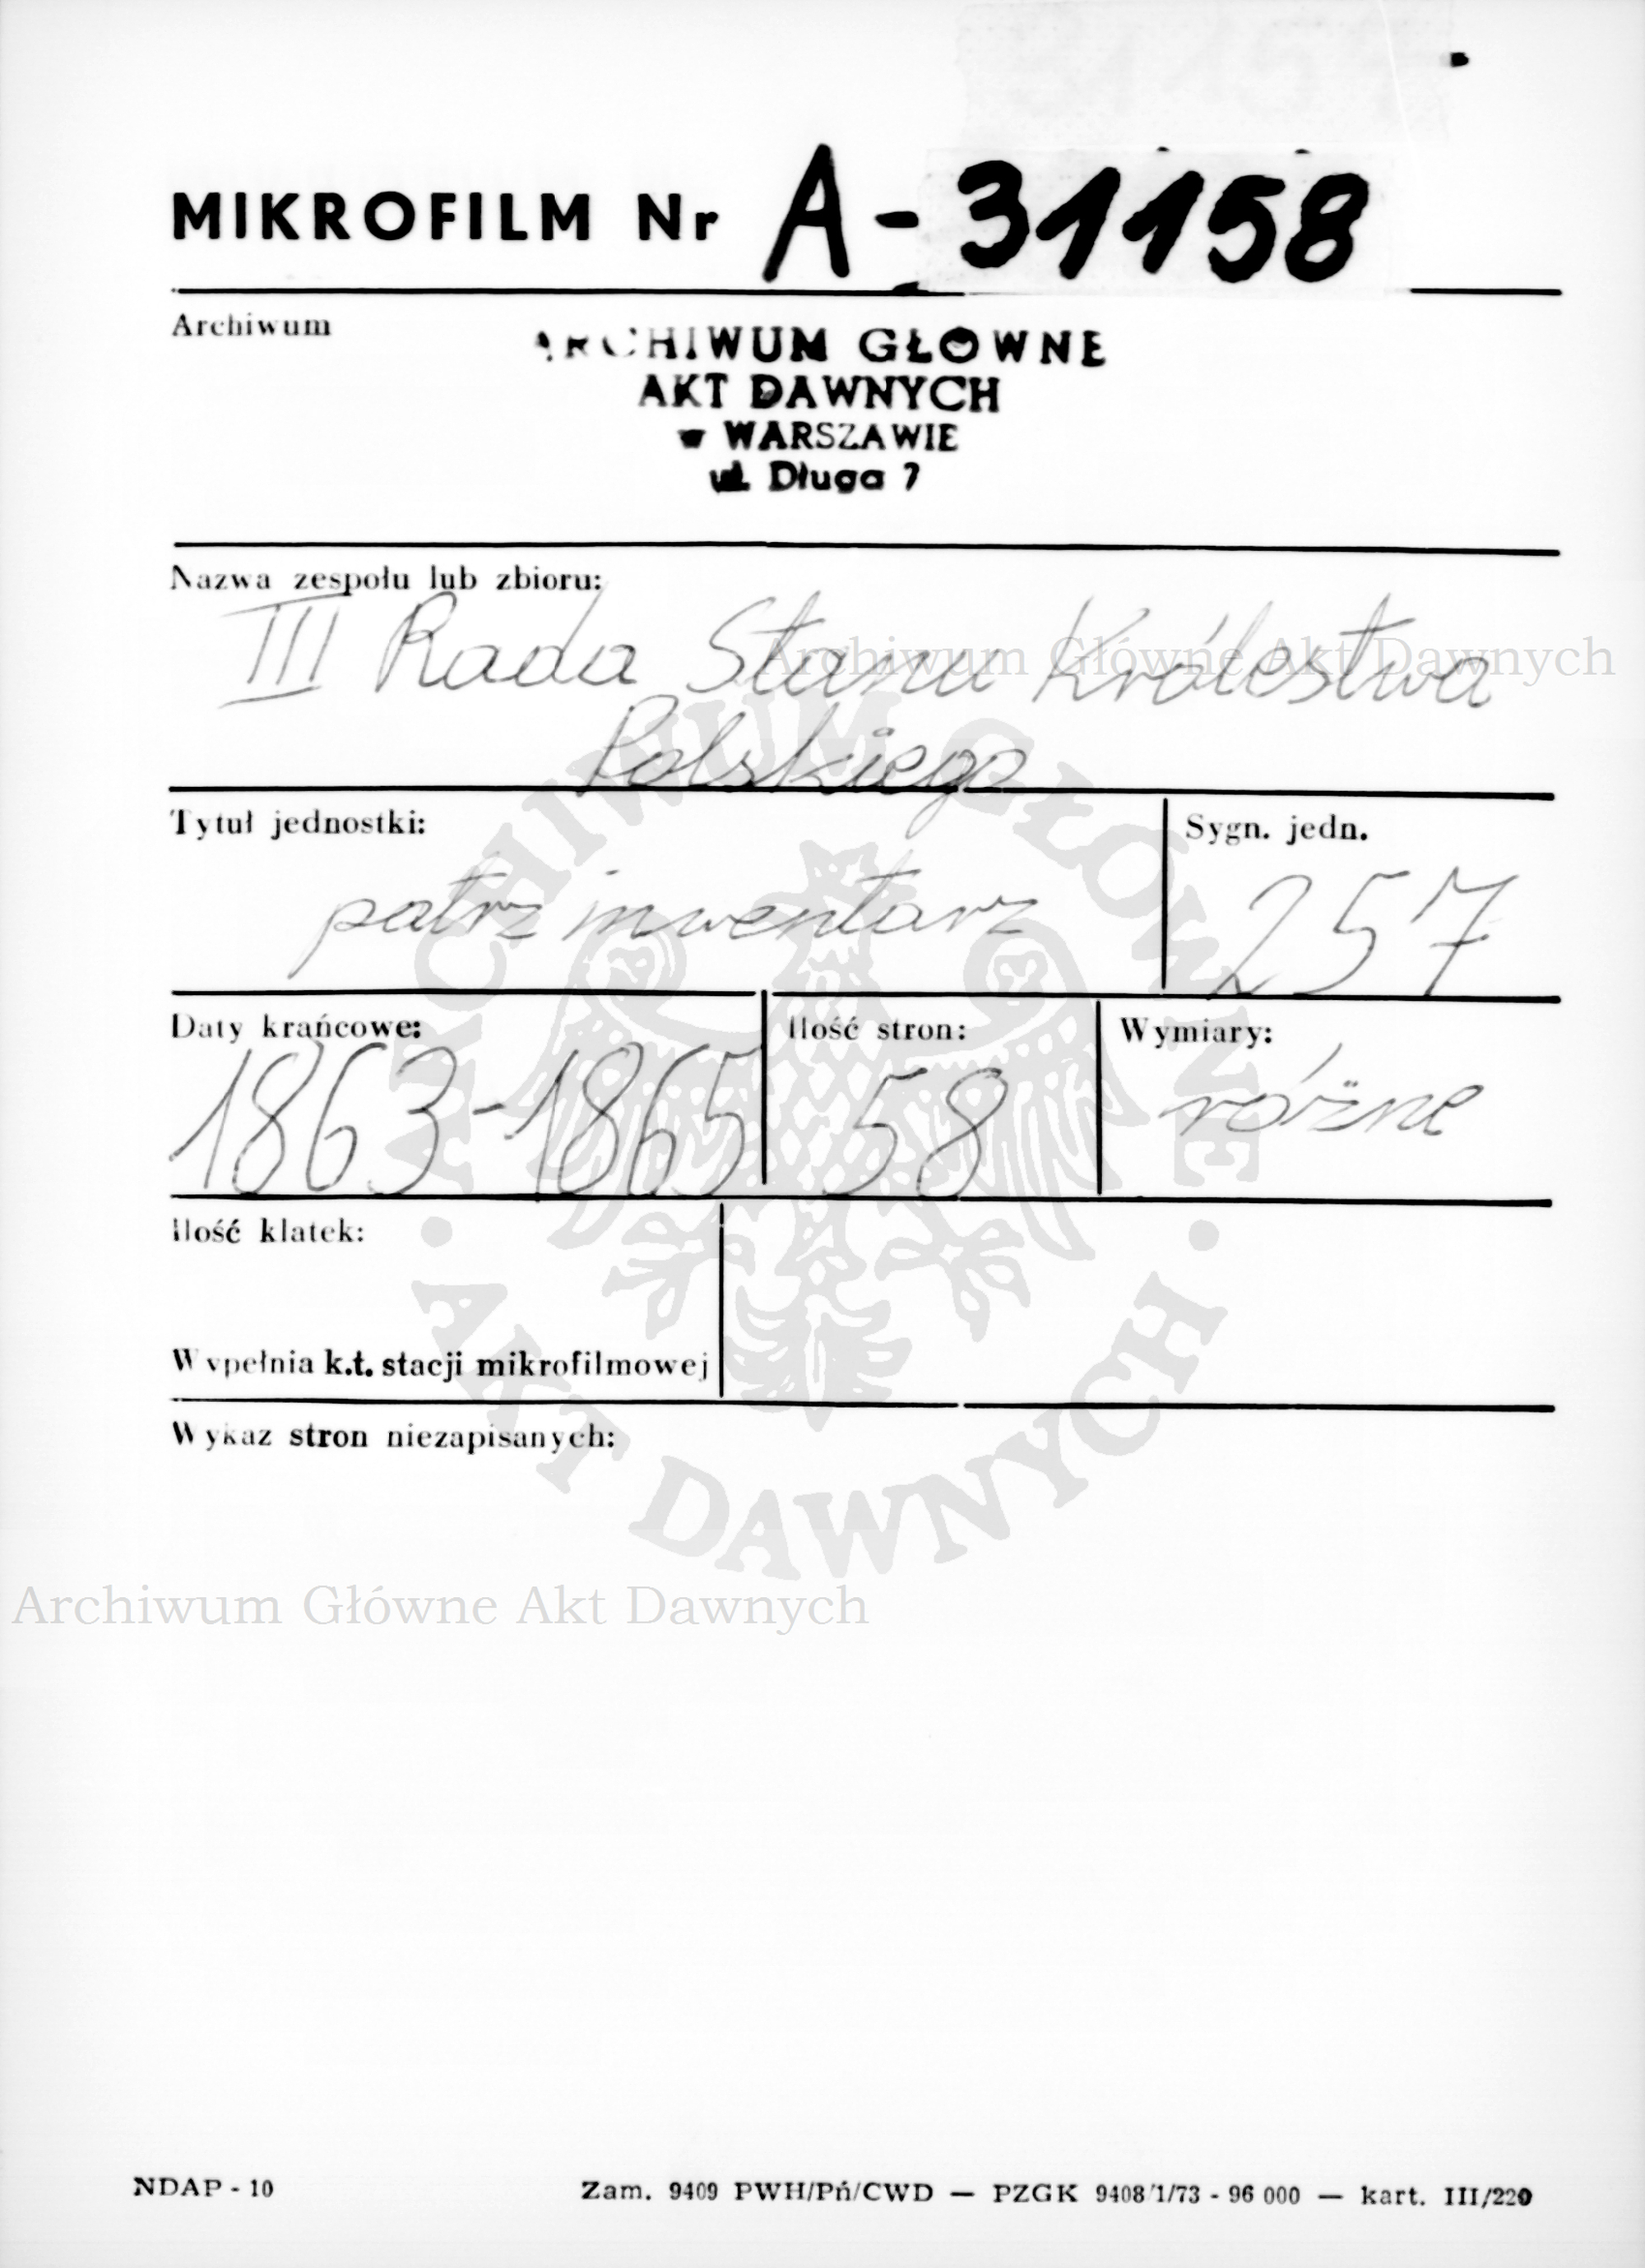 MIKROFILM Nr A-31158
Archiwum
ARCHIWUM GŁÓWNE
AKT DAWNYCH
w WARSZAWIE
ul. Długa 7
Nazwa zespołu lub zbioru:
III Rada Stanu Królestwa
Archiwum Główne Akt Dawnych
Polskiego
Tytuł jednostki:
patrz inwentarz
Sygn. jedn.
257
Daty krańcowe:
1863-1865
Ilość stron:
58
Wymiary:
różne
Ilość klatek:
Wypełnia k.t. stacji mikrofilmowej
Wykaz stron niezapisanych:
ARCHIWUM GŁÓWNE
· AKT DAWNYCH ·
Archiwum Główne Akt Dawnych
NDAP - 10
Zam. 9409 PWH/Pń/CWD — PZGK 9408/1/73 - 96 000 — kart. III/220